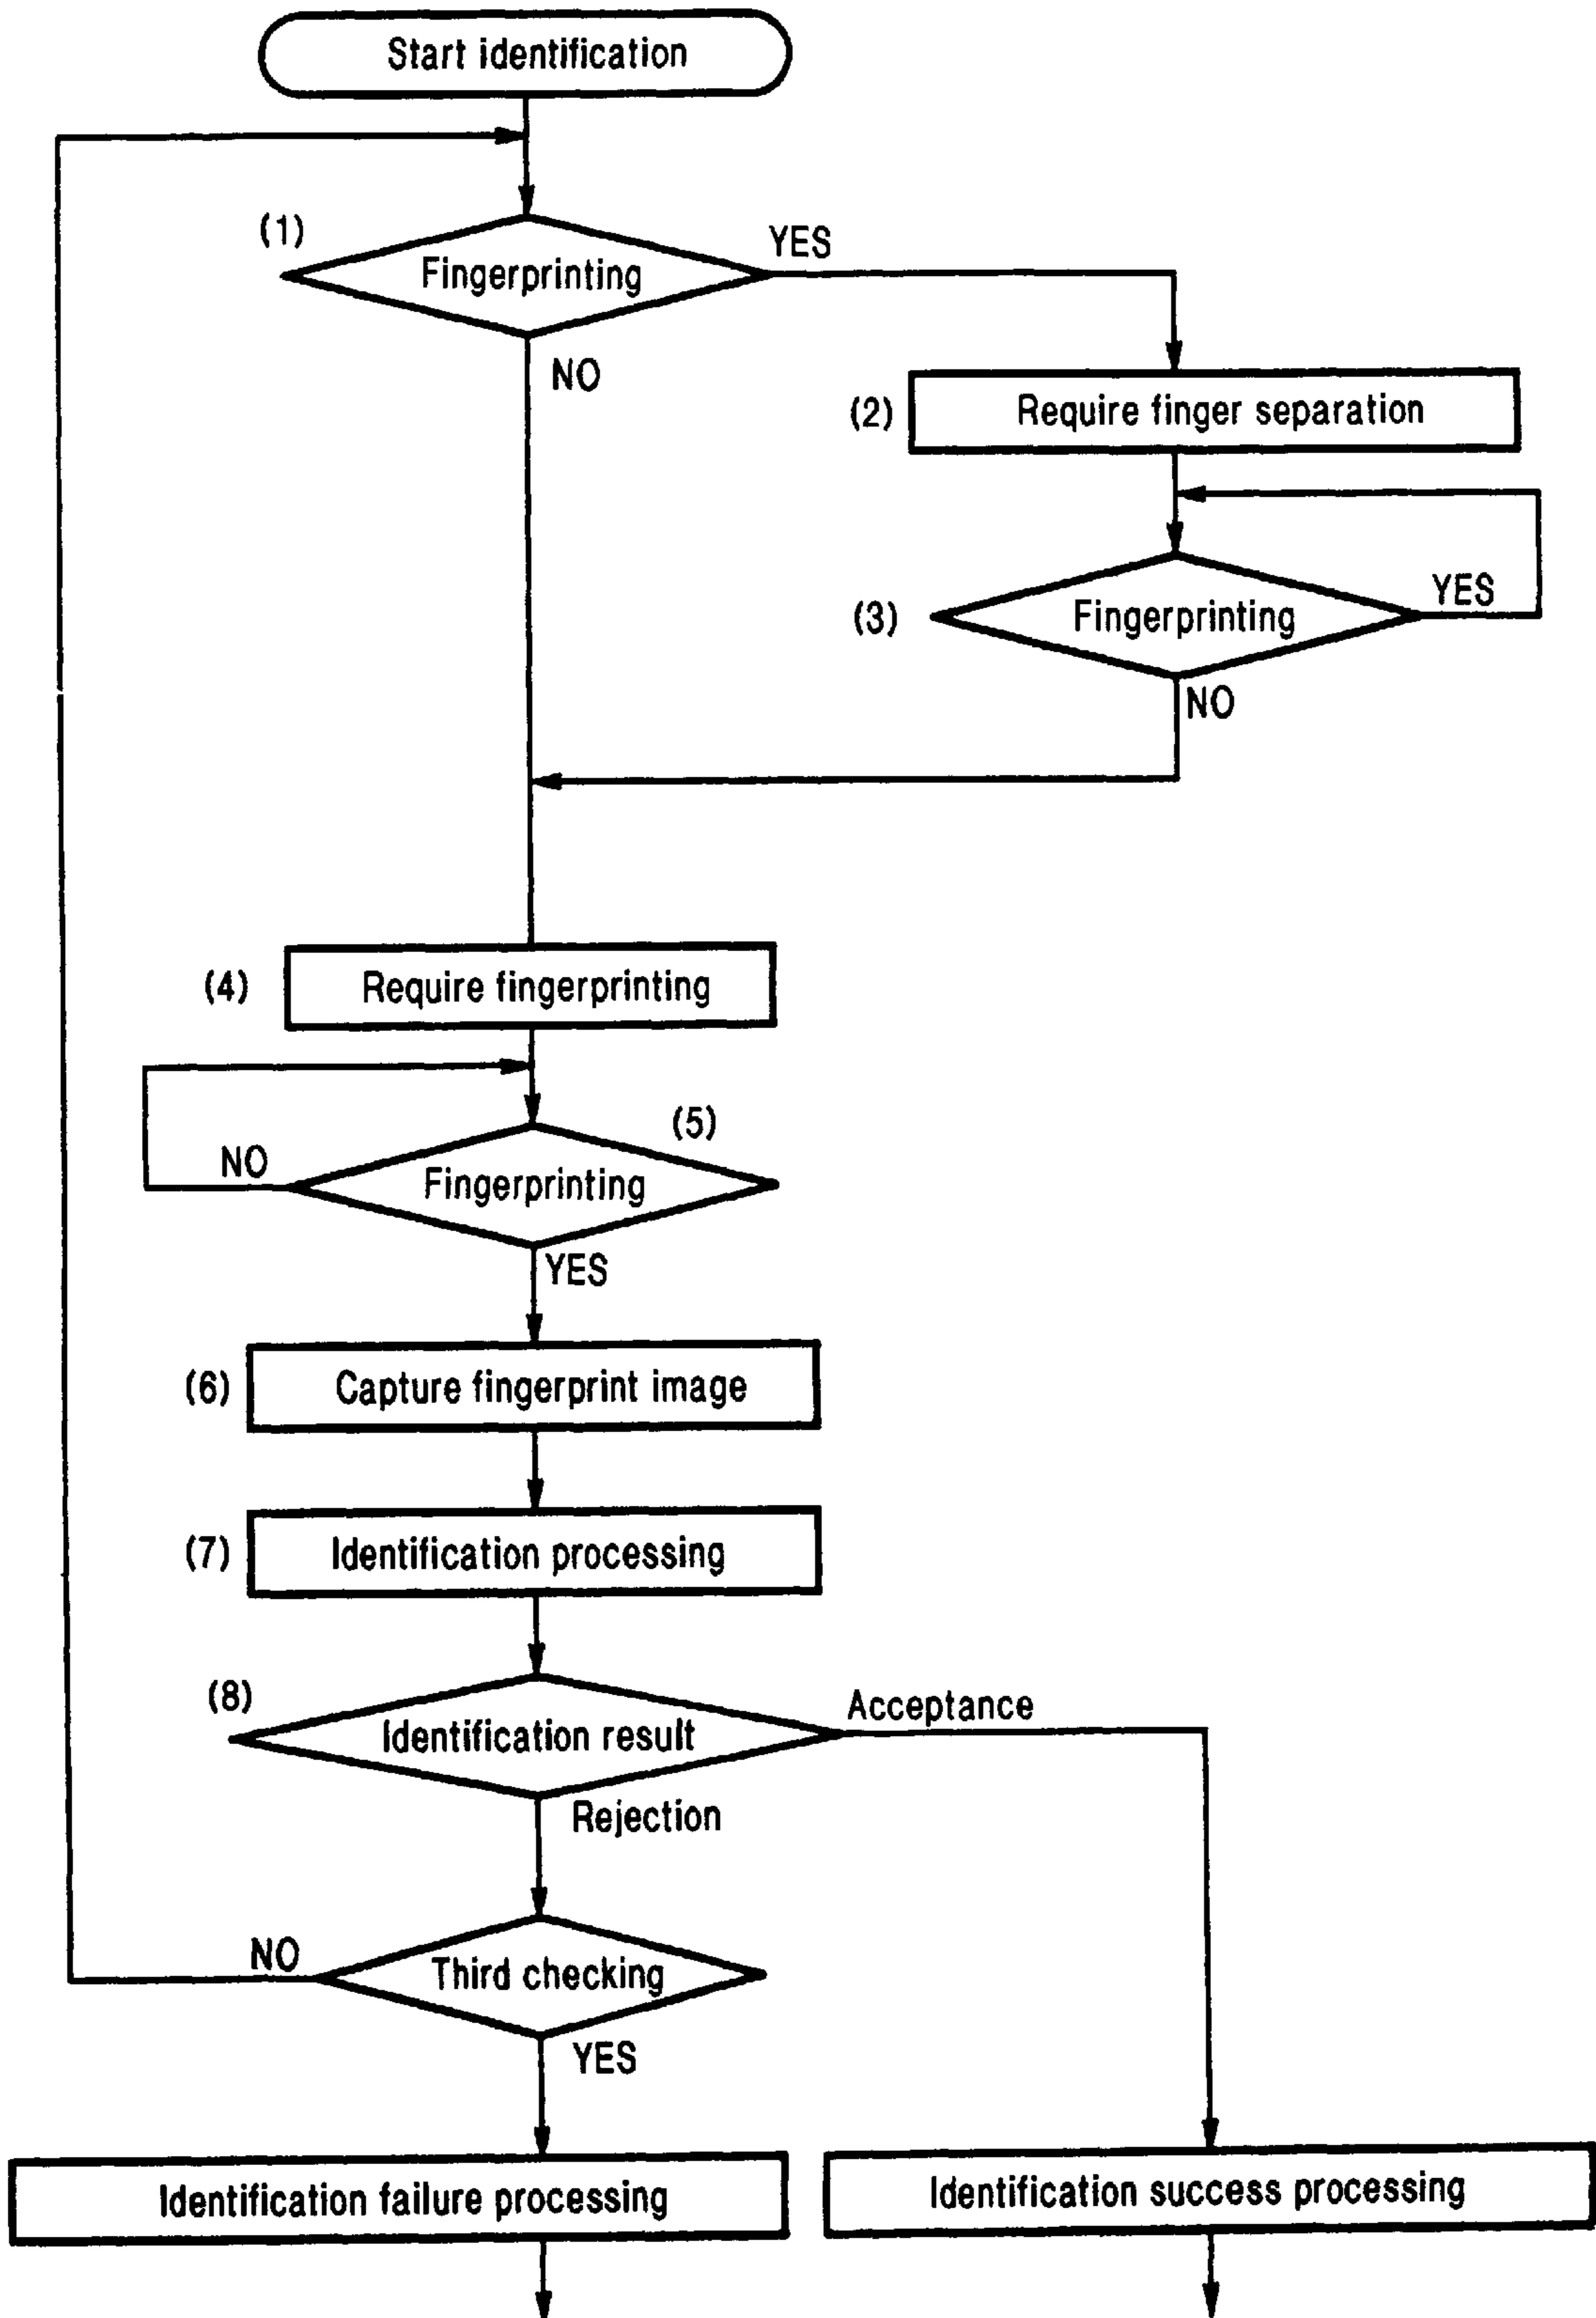 Start identification
(1)
Fingerprinting
YES
NO
(2)
Require finger separation
(3)
Fingerprinting
YES
NO
(4)
Require fingerprinting
(5)
NO
Fingerprinting
YES
(6)
Capture fingerprint image
(7)
Identification processing
(8)
Identification result
Acceptance
Rejection
NO
Third checking
YES
Identification failure processing
Identification success processing